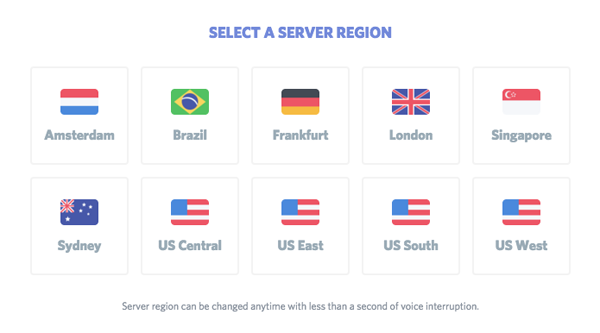 SELECT A SERVER REGION
Amsterdam Brazil Frankfurt London Singapore
Sydney US Central US East US South US West
Server region can be changed anytime with less than a second of voice interruption.